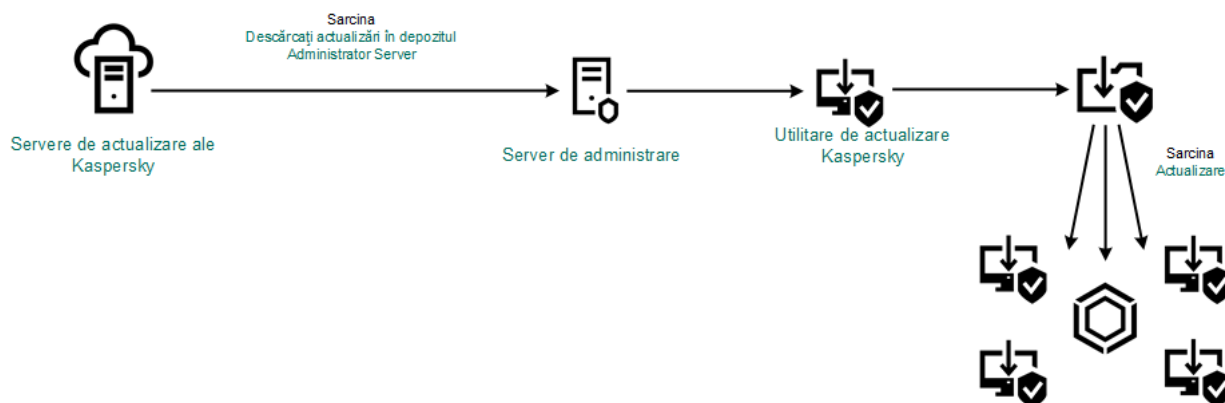 Sarcina
Descărcați actualizări în depozitul
Administrator Server
Servere de actualizare ale
Kaspersky
Server de administrare
Utilitare de actualizare
Kaspersky
Sarcina
Actualizare